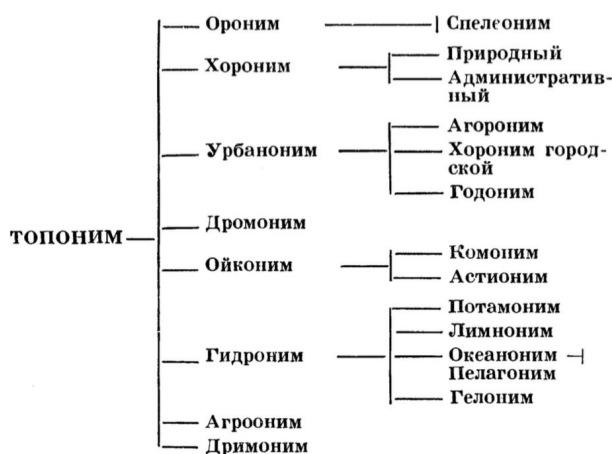 Ороним
Спелеоним
Хороним
Природный
Административ-
ный
Урбаноним
Агороним
Хороним город-
ской
Годоним
ТОПОНИМ
Дромоним
Ойконим
Комоним
Астионим
Гидроним
Потамоним
Лимноним
Океаноним
Пелагоним
Гелоним
Агрооним
Дримоним